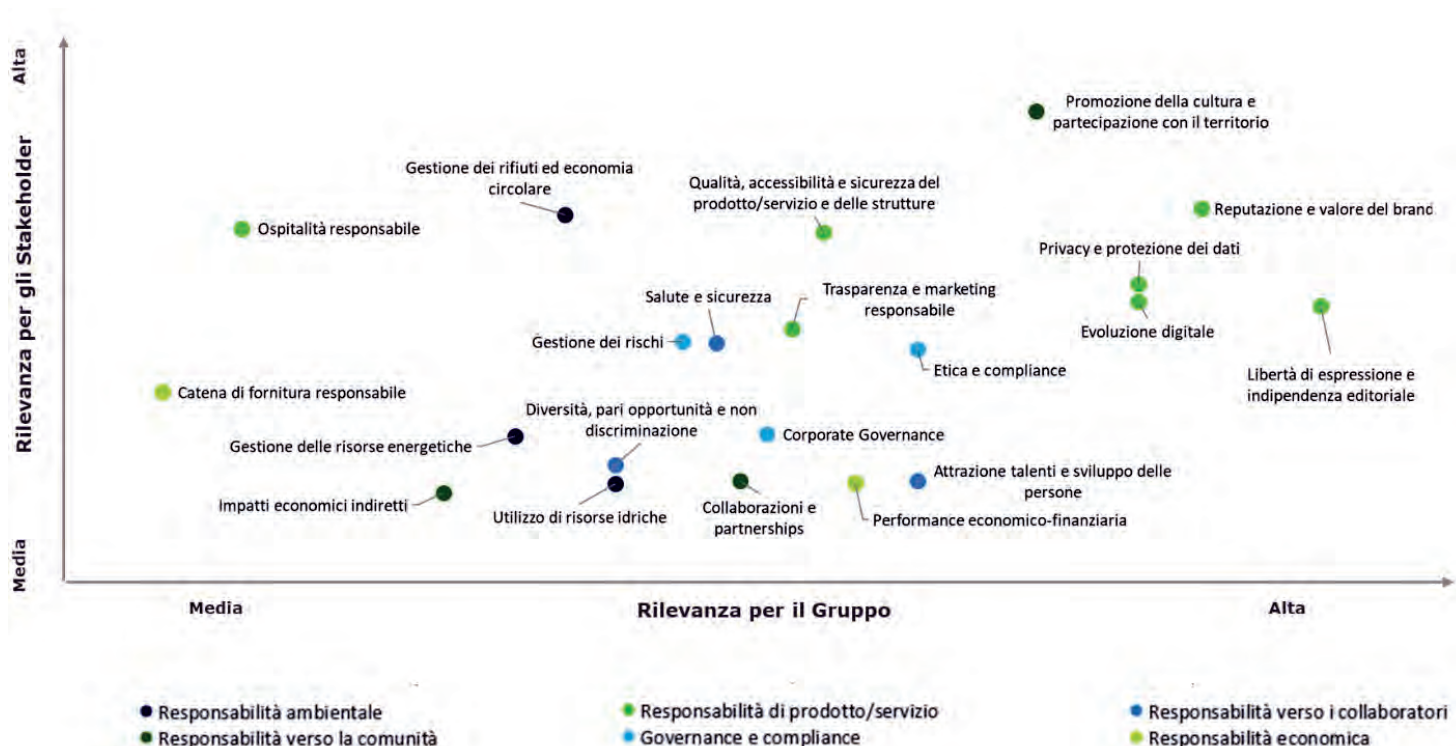 Alta
Rilevanza per gli Stakeholder
Media
Promozione della cultura e
partecipazione con il territorio
Gestione dei rifiuti ed economia
circolare
Qualità, accessibilità e sicurezza del
prodotto/servizio e delle strutture
Ospitalità responsabile
Reputazione e valore del brand
Privacy e protezione dei dati
Salute e sicurezza
Trasparenza e marketing
responsabile
Gestione dei rischi
Evoluzione digitale
Etica e compliance
Libertà di espressione e
indipendenza editoriale
Catena di fornitura responsabile
Diversità, pari opportunità e non
discriminazione
Gestione delle risorse energetiche
Corporate Governance
Attrazione talenti e sviluppo delle
persone
Impatti economici indiretti
Utilizzo di risorse idriche
Collaborazioni e
partnerships
Performance economico-finanziaria
Media
Rilevanza per il Gruppo
Alta
Responsabilità ambientale
Responsabilità di prodotto/servizio
Responsabilità verso i collaboratori
Responsabilità verso la comunità
Governance e compliance
Responsabilità economica